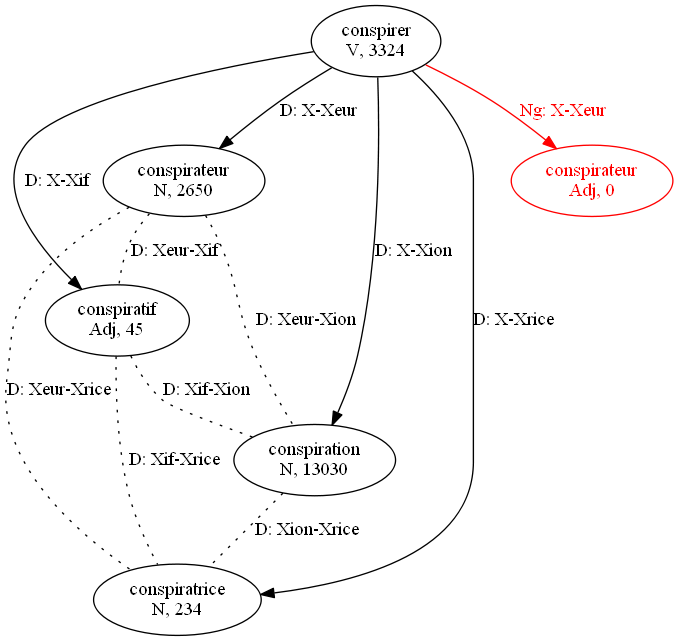 conspirer
V, 3324
D: X-Xeur
Ng: X-Xeur
D: X-Xif
conspirateur
N, 2650
conspirateur
Adj, 0
D: Xeur-Xif
D: X-Xion
conspiratif
Adj, 45
D: Xeur-Xion
D: X-Xrice
D: Xeur-Xrice
D: Xif-Xion
conspiration
N, 13030
D: Xif-Xrice
D: Xion-Xrice
conspiratrice
N, 234